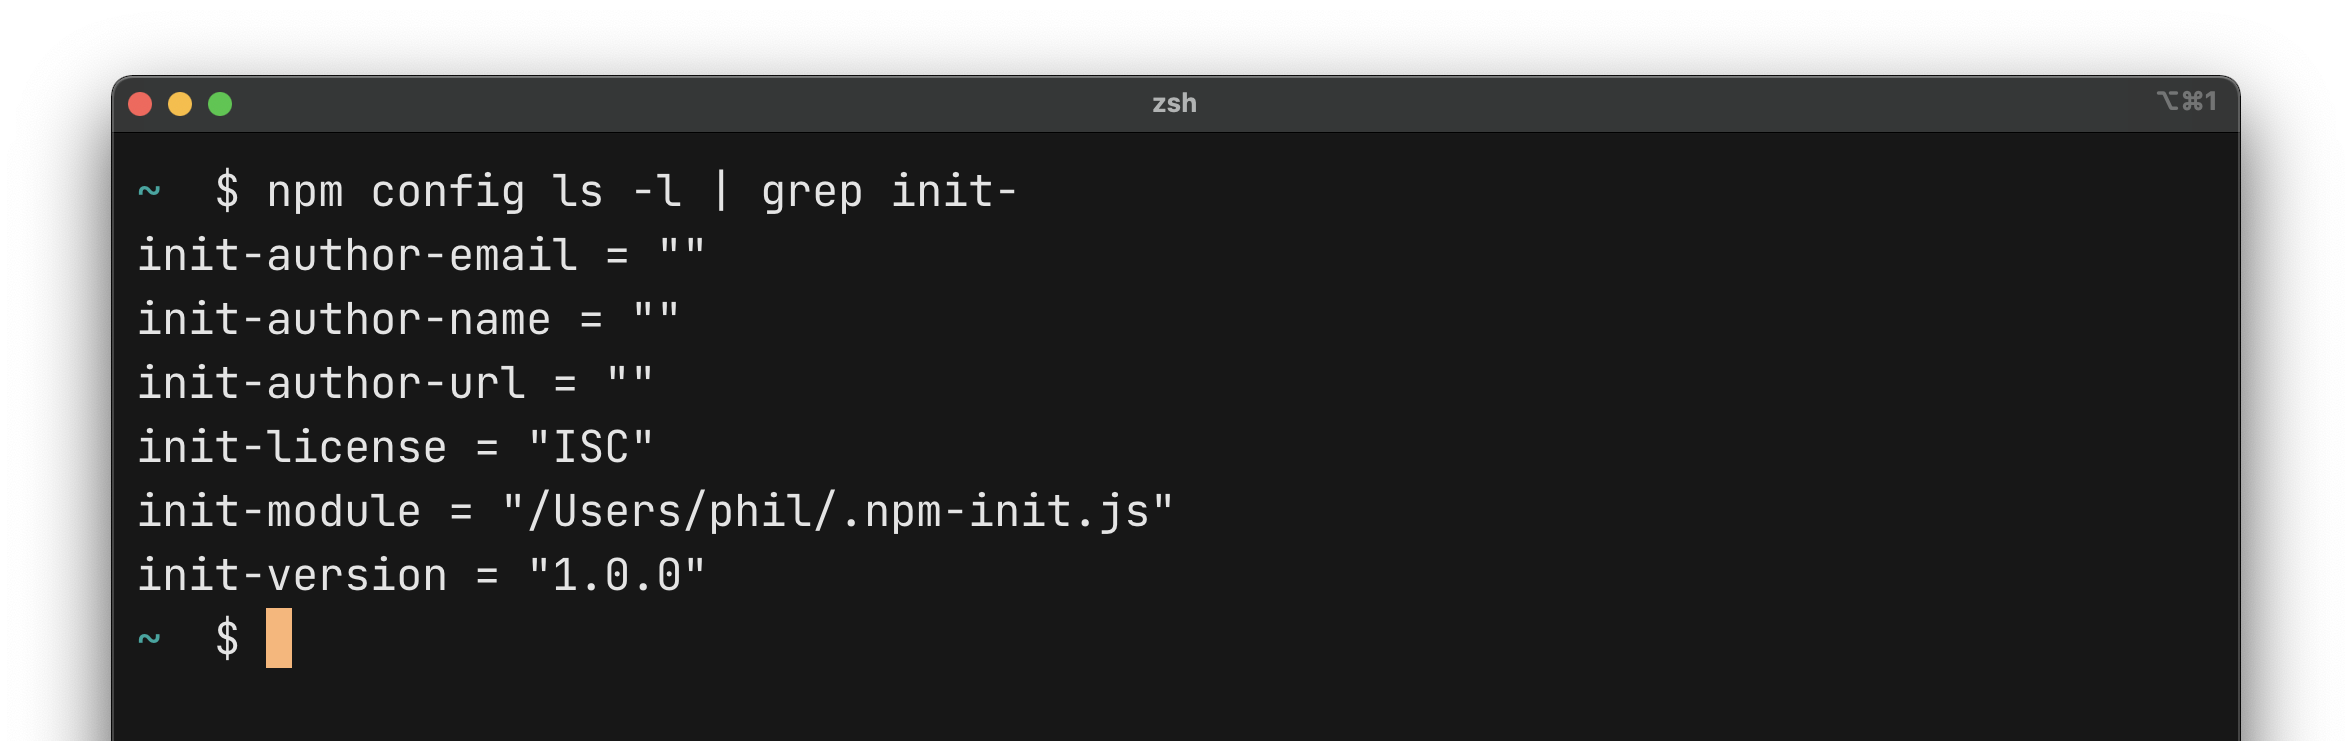 zsh
⌥⌘1
~  $ npm config ls -l | grep init-
init-author-email = ""
init-author-name = ""
init-author-url = ""
init-license = "ISC"
init-module = "/Users/phil/.npm-init.js"
init-version = "1.0.0"
~  $